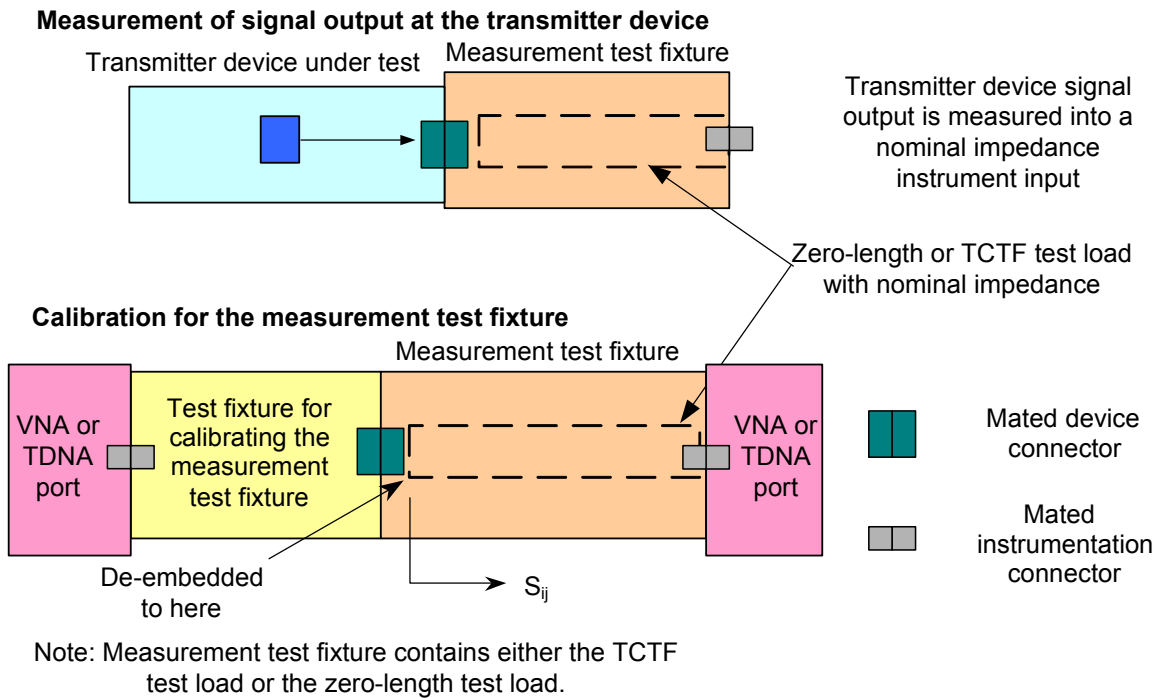 Measurement of signal output at the transmitter device
Measurement test fixture
Transmitter device under test
Transmitter device signal
output is measured into a
nominal impedance
instrument input
Zero-length or TCTF test load
with nominal impedance
Calibration for the measurement test fixture
Measurement test fixture
VNA or
TDNA
port
Test fixture for
calibrating the
measurement
test fixture
VNA or
TDNA
port
Mated device
connector
Mated
instrumentation
connector
De-embedded
to here
Sij
Note: Measurement test fixture contains either the TCTF
test load or the zero-length test load.